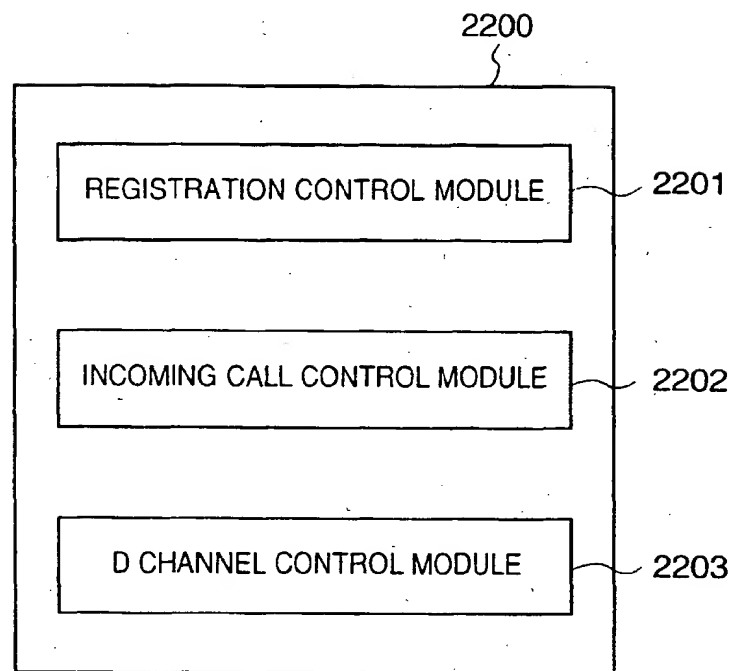 2200
REGISTRATION CONTROL MODULE 2201
INCOMING CALL CONTROL MODULE 2202
D CHANNEL CONTROL MODULE 2203